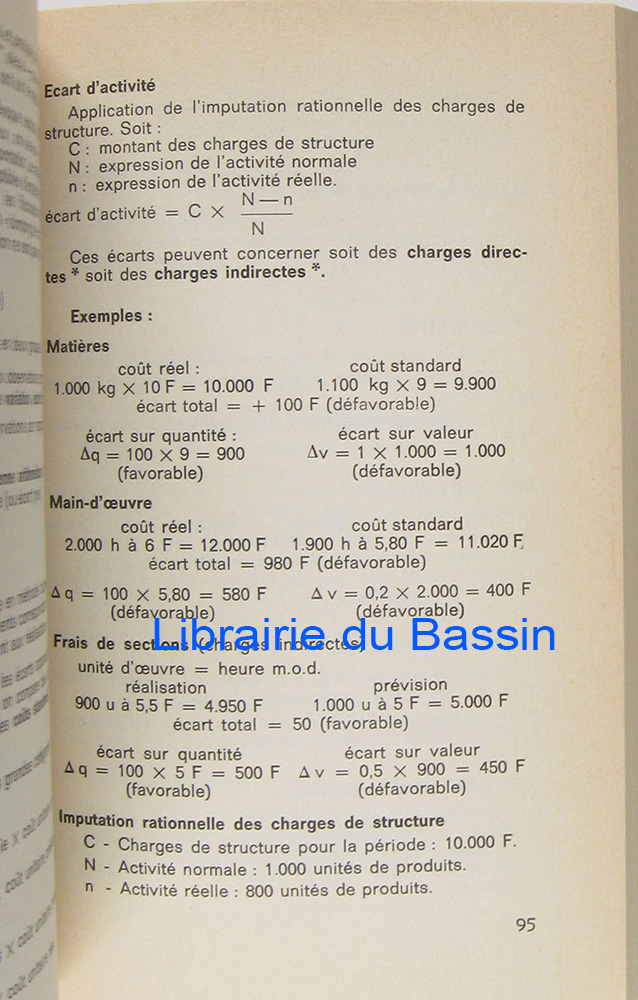 Ecart d'activité
Application de l'imputation rationnelle des charges de
structure. Soit :
C : montant des charges de structure
N : expression de l'activité normale
n : expression de l'activité réelle.
écart d'activité = C × N — n
N
Ces écarts peuvent concerner soit des charges direc-
tes * soit des charges indirectes *.
Exemples :
Matières
coût réel : coût standard
1.000 kg × 10 F = 10.000 F 1.100 kg × 9 = 9.900
écart total = + 100 F (défavorable)
écart sur quantité : écart sur valeur
Δq = 100 × 9 = 900 Δv = 1 × 1.000 = 1.000
(favorable) (défavorable)
Main-d'œuvre
coût réel : coût standard
2.000 h à 6 F = 12.000 F 1.900 h à 5,80 F = 11.020 F
écart total = 980 F (défavorable)
Δ q = 100 × 5,80 = 580 F Δ v = 0,2 × 2.000 = 400 F
(défavorable) (défavorable)
Librairie du Bassin
Frais de sections (charges indirectes)
unité d'œuvre = heure m.o.d.
réalisation prévision
900 u à 5,5 F = 4.950 F 1.000 u à 5 F = 5.000 F
écart total = 50 (favorable)
écart sur quantité écart sur valeur
Δ q = 100 × 5 F = 500 F Δ v = 0,5 × 900 = 450 F
(favorable) (défavorable)
Imputation rationnelle des charges de structure
C - Charges de structure pour la période : 10.000 F.
N - Activité normale : 1.000 unités de produits.
n - Activité réelle : 800 unités de produits.
95